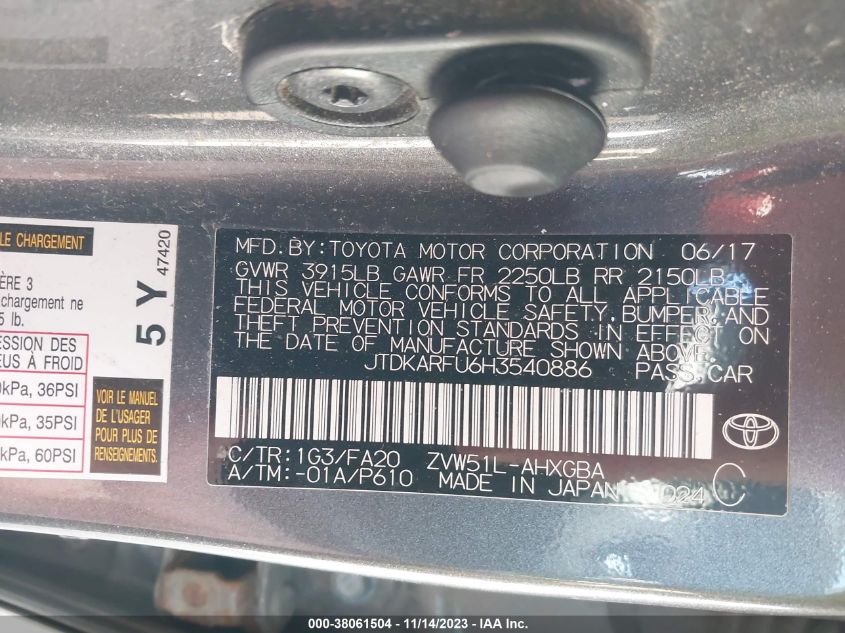 LE CHARGEMENT
ÈRE 3
chargement ne
5 lb.
SSION DES
EUS À FROID
kPa, 36PSI
kPa, 35PSI
kPa, 60PSI
VOIR LE MANUEL
DE L'USAGER
POUR PLUS DE
RENSEIGNEMENTS.
5 Y
47420
MFD. BY: TOYOTA MOTOR CORPORATION 06/17
GVWR 3915LB GAWR FR 2250LB RR 2150LB
THIS VEHICLE CONFORMS TO ALL APPLICABLE
FEDERAL MOTOR VEHICLE SAFETY, BUMPER, AND
THEFT PREVENTION STANDARDS IN EFFECT ON
THE DATE OF MANUFACTURE SHOWN ABOVE.
JTDKARFU6H3540886 PASS. CAR
C/TR: 1G3/FA20 ZVW51L-AHXGBA
A/TM: -01A/P610 MADE IN JAPAN
C
000-38061504 - 11/14/2023 - IAA Inc.